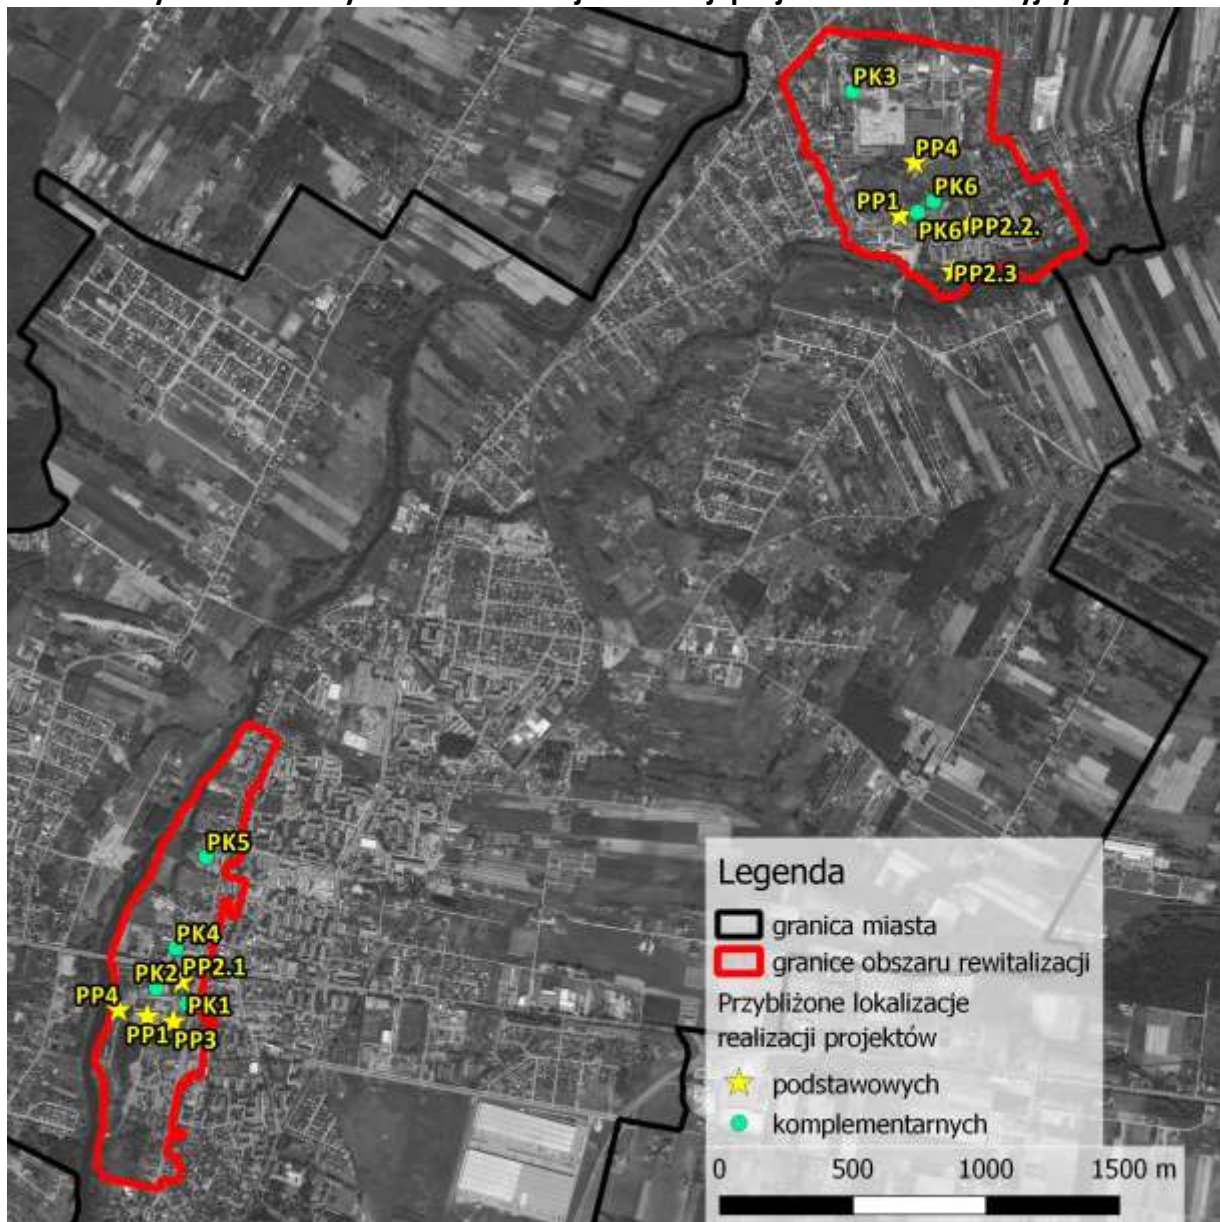 PK3
PP4
PK6
PP1
PK6
PP2.2.
PP2.3
PK5
PK4
PK2
PP2.1
PP4
PK1
PP1
PP3
Legenda
granica miasta
granice obszaru rewitalizacji
Przybliżone lokalizacje
realizacji projektów
podstawowych
komplementarnych
0 500 1000 1500 m